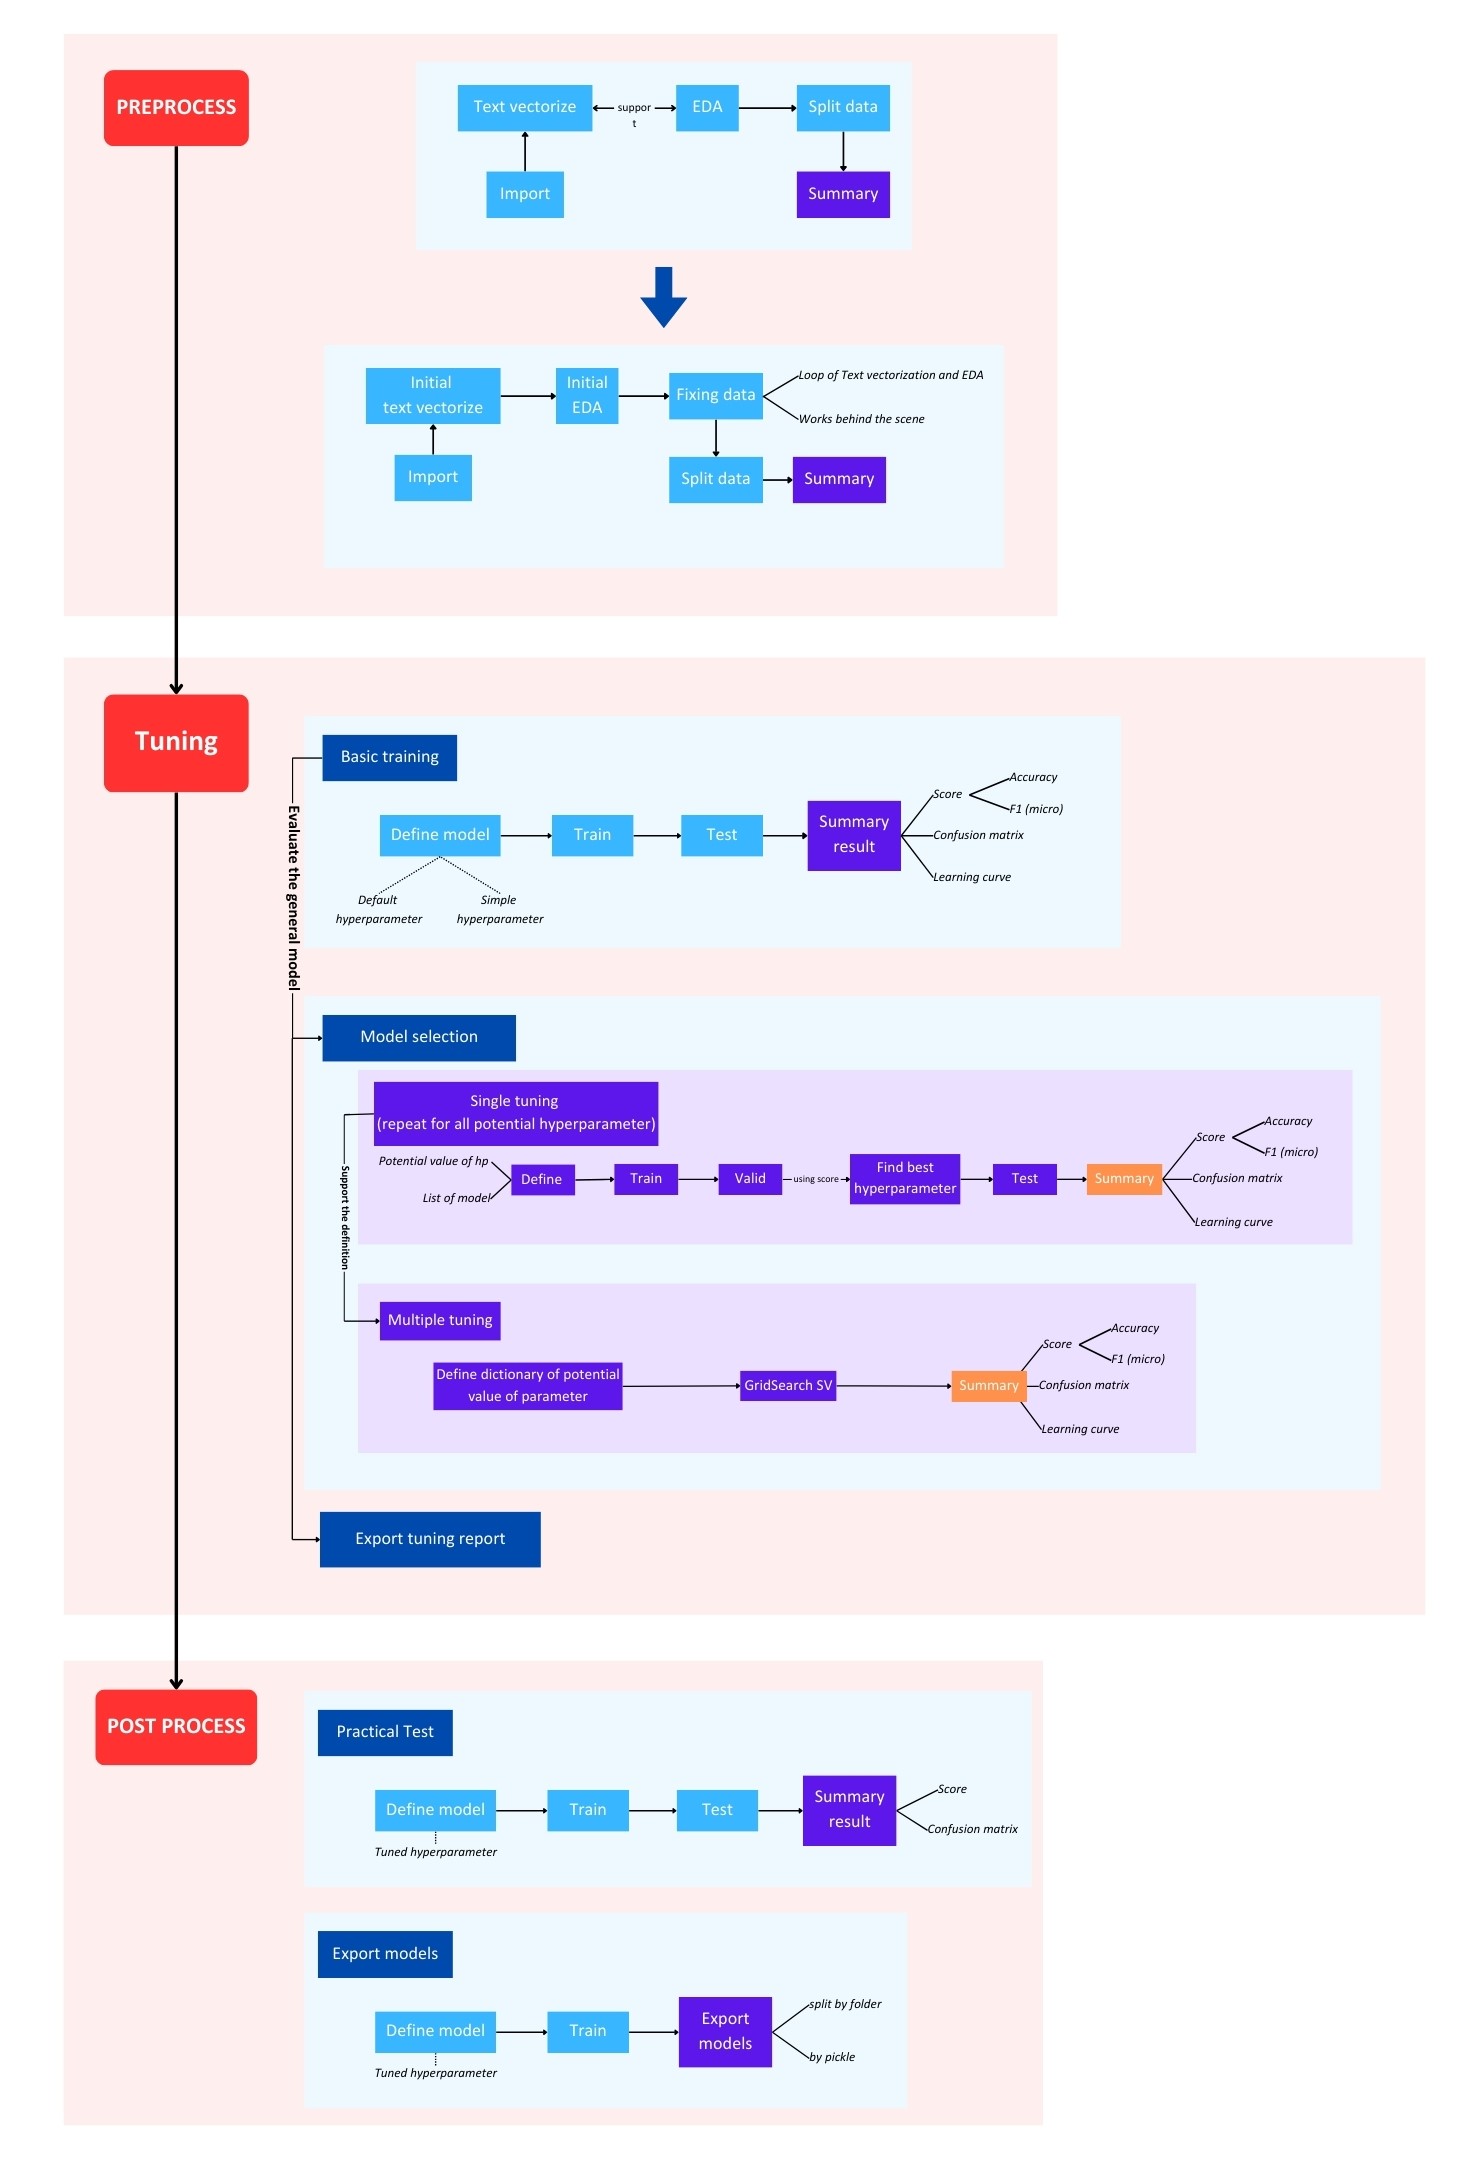 PREPROCESS
Text vectorize
suppor
t
EDA
Split data
Import
Summary
Initial
text vectorize
Initial
EDA
Fixing data
Loop of Text vectorization and EDA
Works behind the scene
Import
Split data
Summary
Tuning
Evaluate the general model
Basic training
Define model
Train
Test
Summary
result
Score
Accuracy
F1 (micro)
Confusion matrix
Learning curve
Default
hyperparameter
Simple
hyperparameter
Model selection
Support the definition
Single tuning
(repeat for all potential hyperparameter)
Potential value of hp
List of model
Define
Train
Valid
using score
Find best
hyperparameter
Test
Summary
Score
Accuracy
F1 (micro)
Confusion matrix
Learning curve
Multiple tuning
Define dictionary of potential
value of parameter
GridSearch SV
Summary
Score
Accuracy
F1 (micro)
Confusion matrix
Learning curve
Export tuning report
POST PROCESS
Practical Test
Define model
Train
Test
Summary
result
Score
Confusion matrix
Tuned hyperparameter
Export models
Define model
Train
Export
models
split by folder
by pickle
Tuned hyperparameter